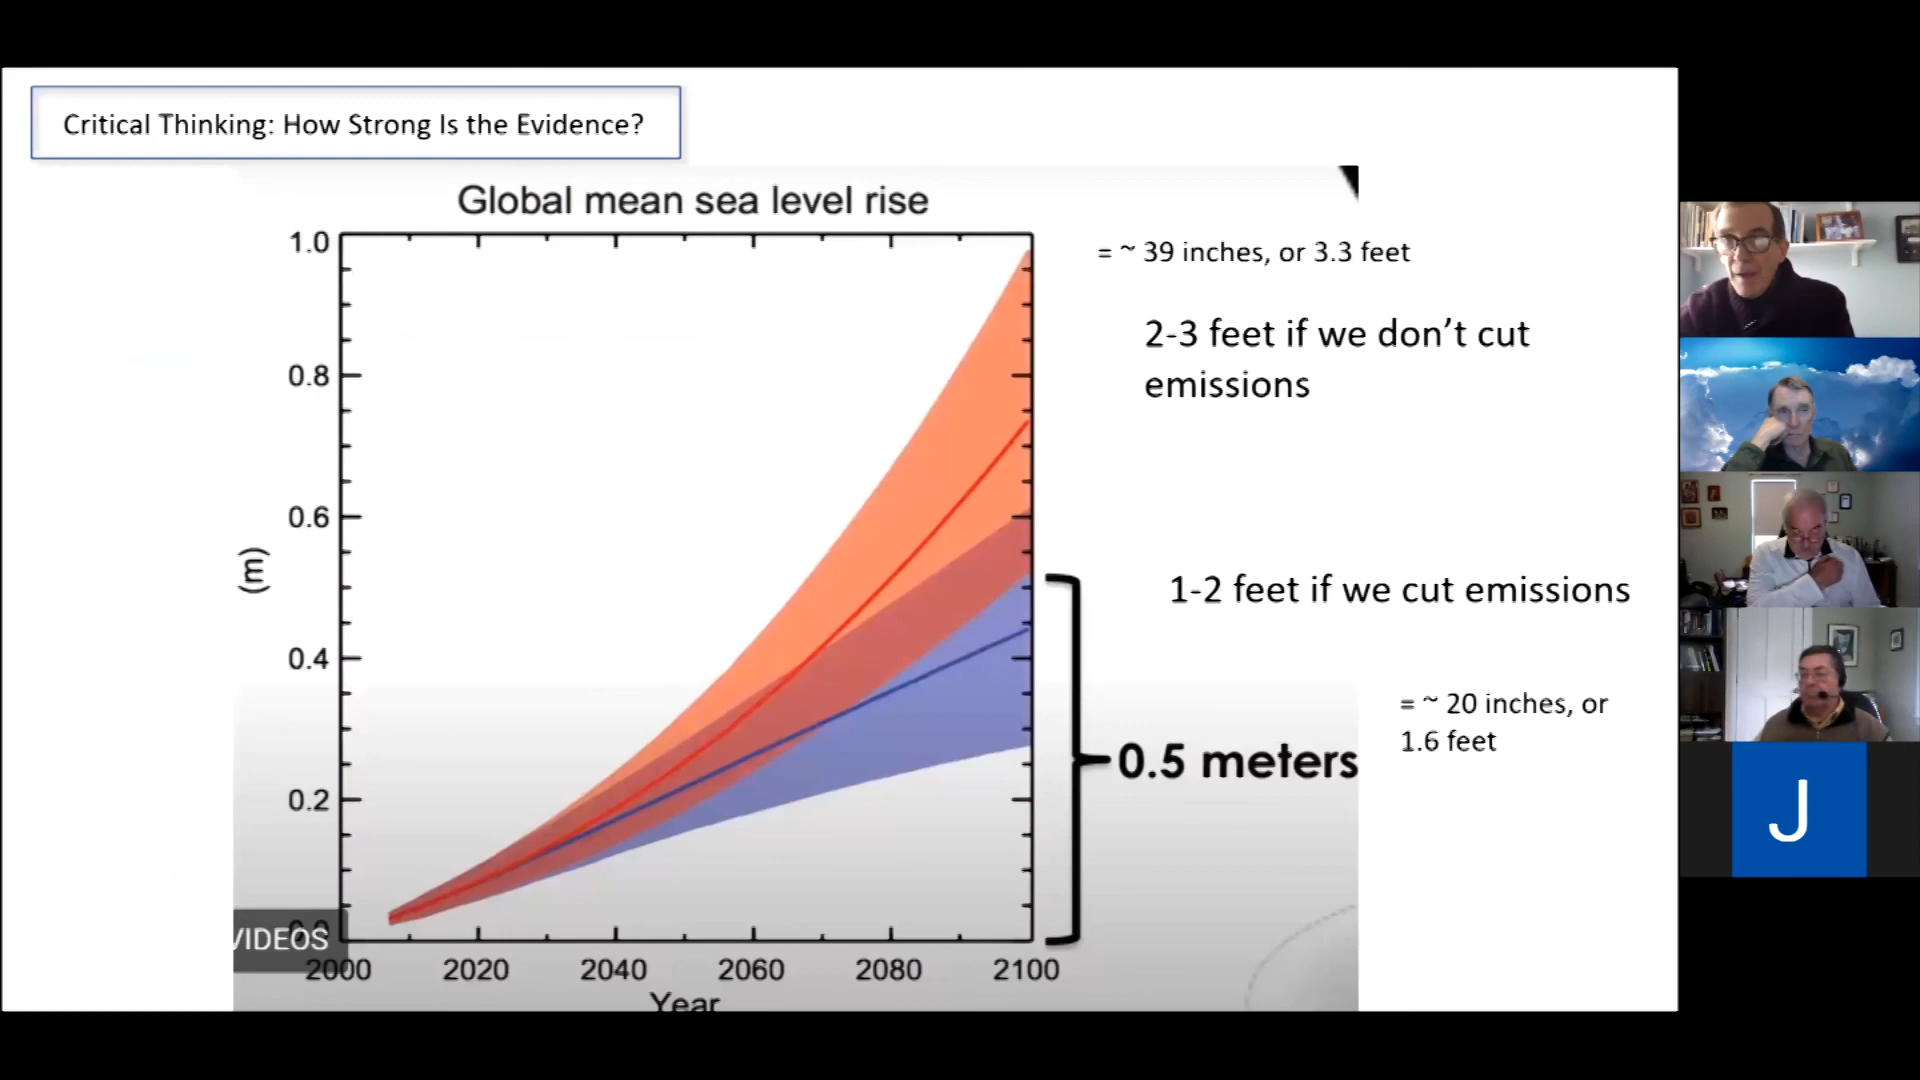 Critical Thinking: How Strong Is the Evidence?
Global mean sea level rise
1.0
= ~ 39 inches, or 3.3 feet
2-3 feet if we don’t cut
emissions
0.8
0.6
(m)
1-2 feet if we cut emissions
0.4
= ~ 20 inches, or
1.6 feet
0.5 meters
0.2
J
0.0
VIDEOS
2000 2020 2040 2060 2080 2100
Year